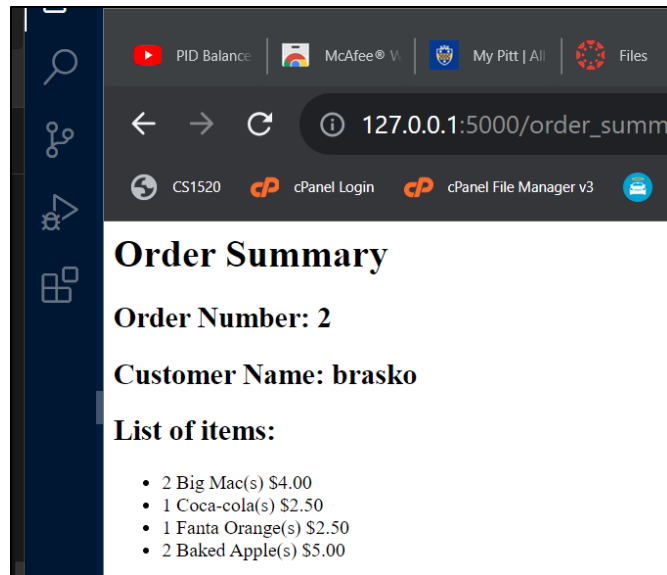 PID Balance
McAfee® W
My Pitt | All
Files
127.0.0.1:5000/order_summ
CS1520
cPanel Login
cPanel File Manager v3
Order Summary
Order Number: 2
Customer Name: brasko
List of items:
• 2 Big Mac(s) $4.00
• 1 Coca-cola(s) $2.50
• 1 Fanta Orange(s) $2.50
• 2 Baked Apple(s) $5.00